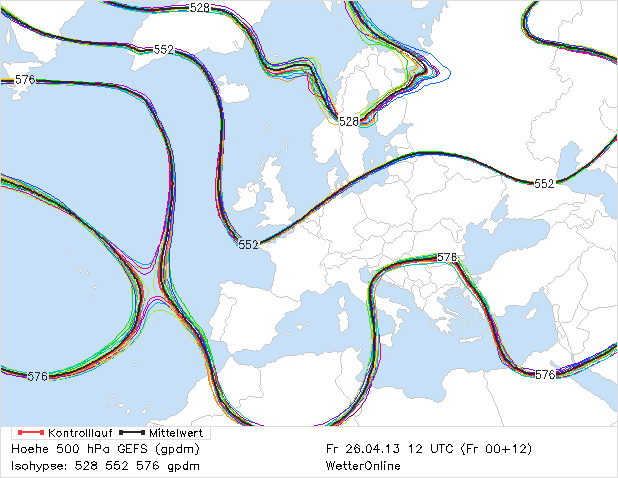 528
552
576
528
552
552
576
576
576
Kontrolllauf Mittelwert
Hoehe 500 hPa GEFS (gpdm)
Isohypse: 528 552 576 gpdm
Fr 26.04.13 12 UTC (Fr 00+12)
WetterOnline